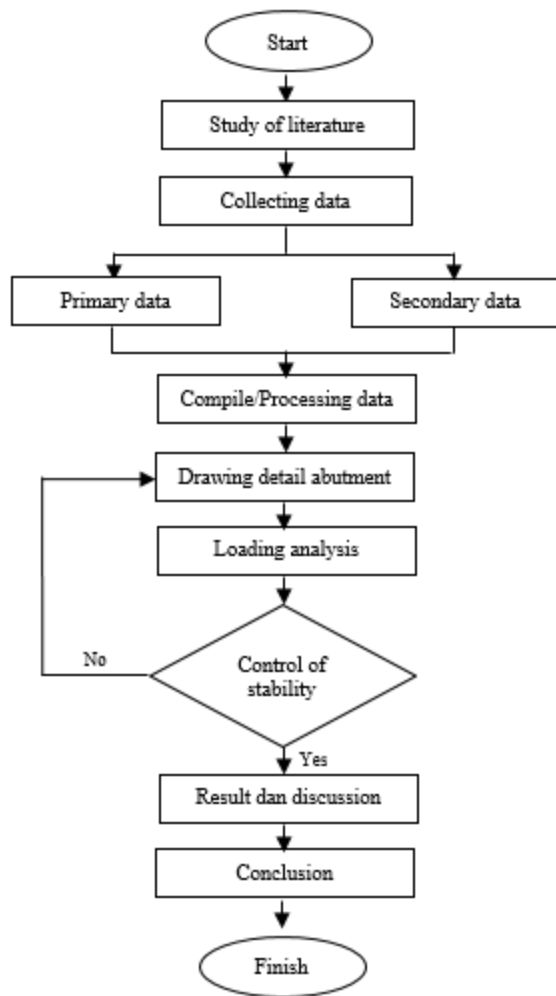 Start
Study of literature
Collecting data
Primary data
Secondary data
Compile/Processing data
Drawing detail abutment
Loading analysis
No
Control of
stability
Yes
Result dan discussion
Conclusion
Finish